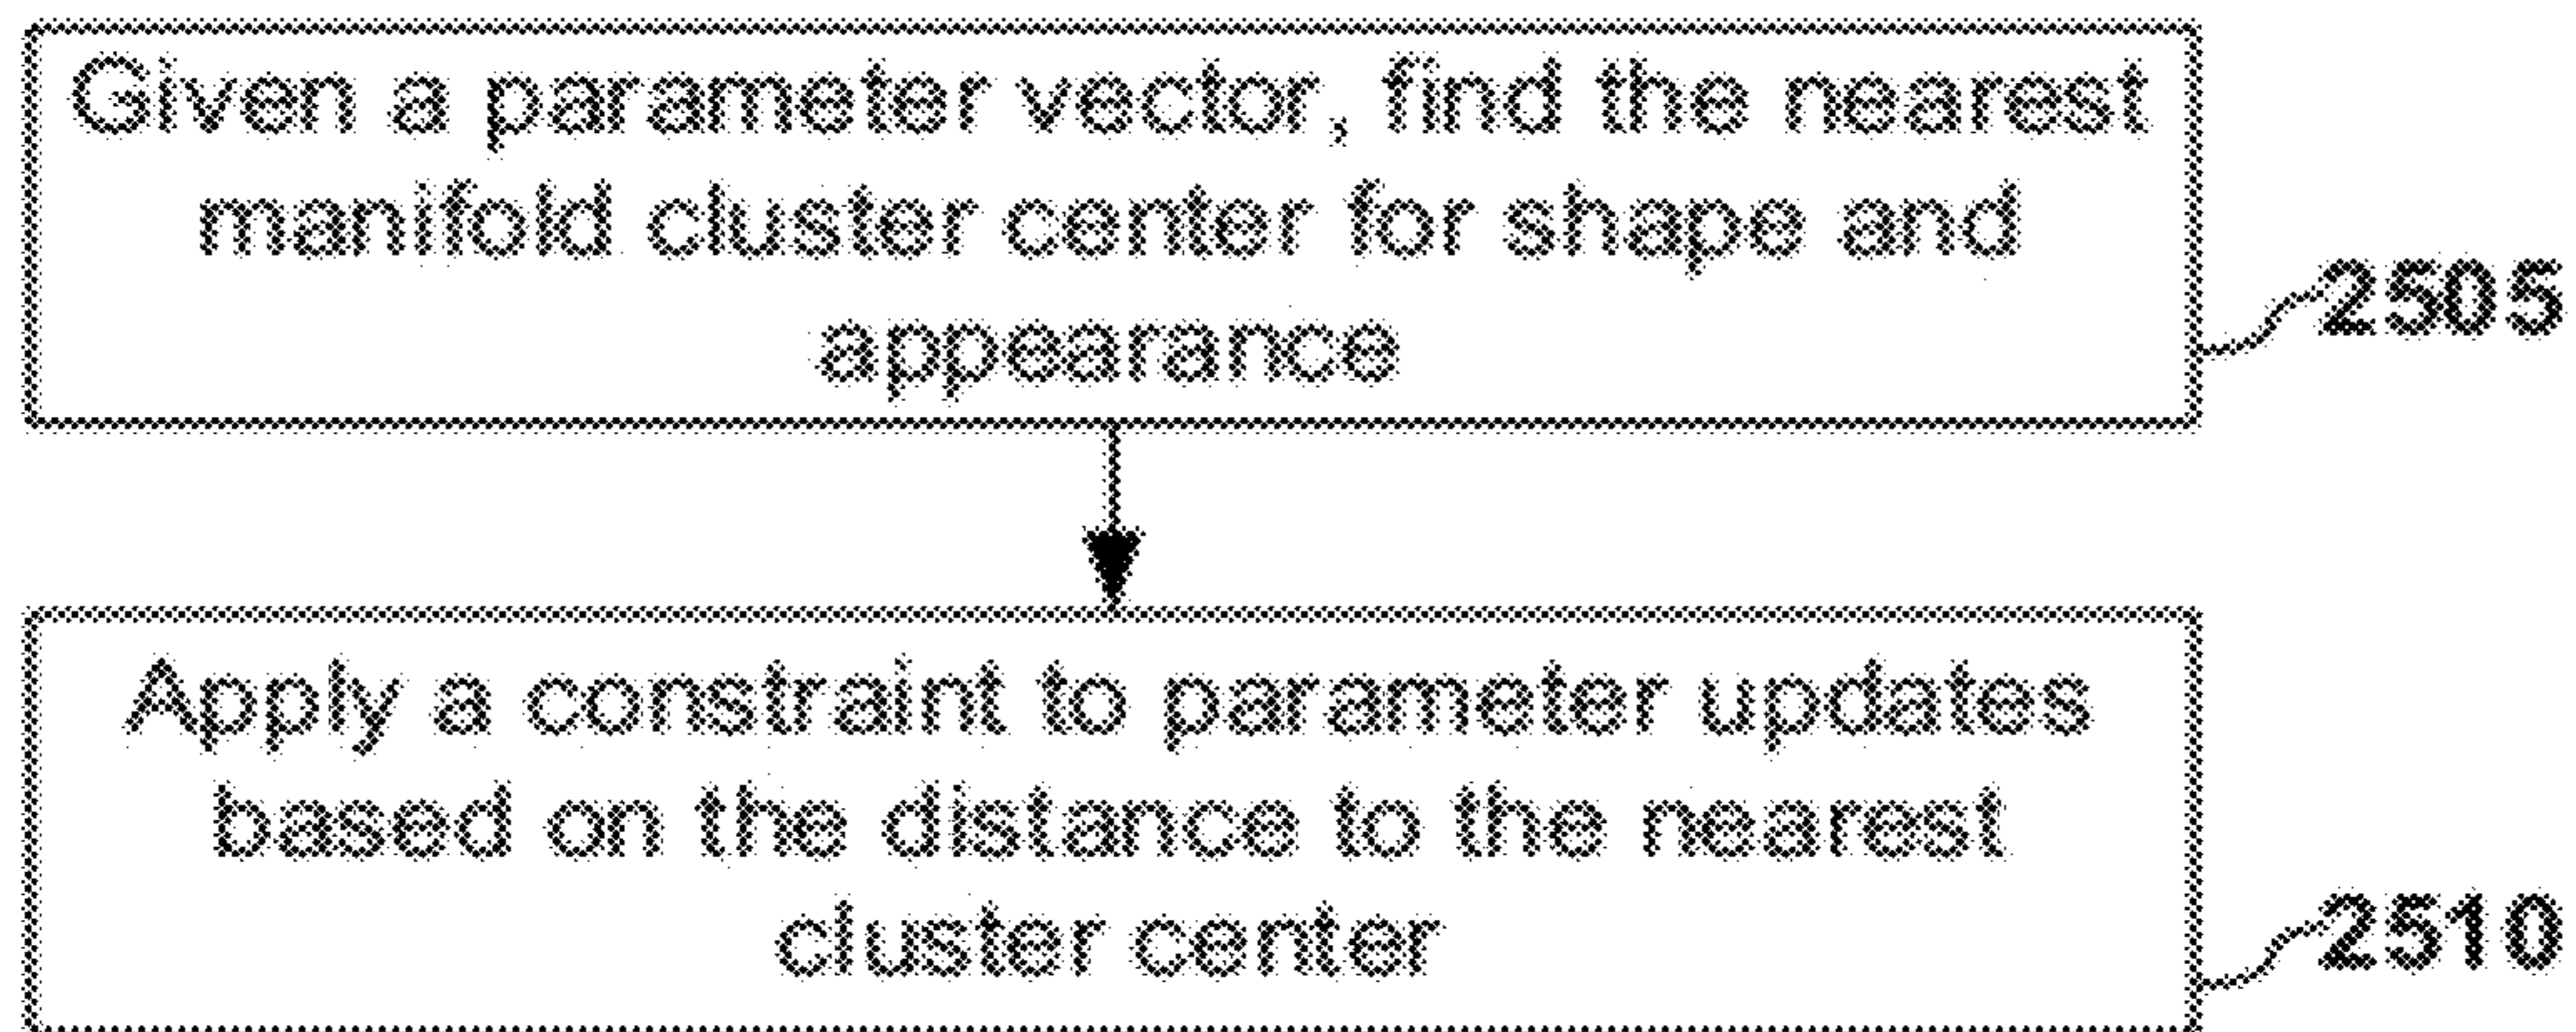 Given a parameter vector, find the nearest
manifold cluster center for shape and
appearance
2505
Apply a constraint to parameter updates
based on the distance to the nearest
cluster center
2510